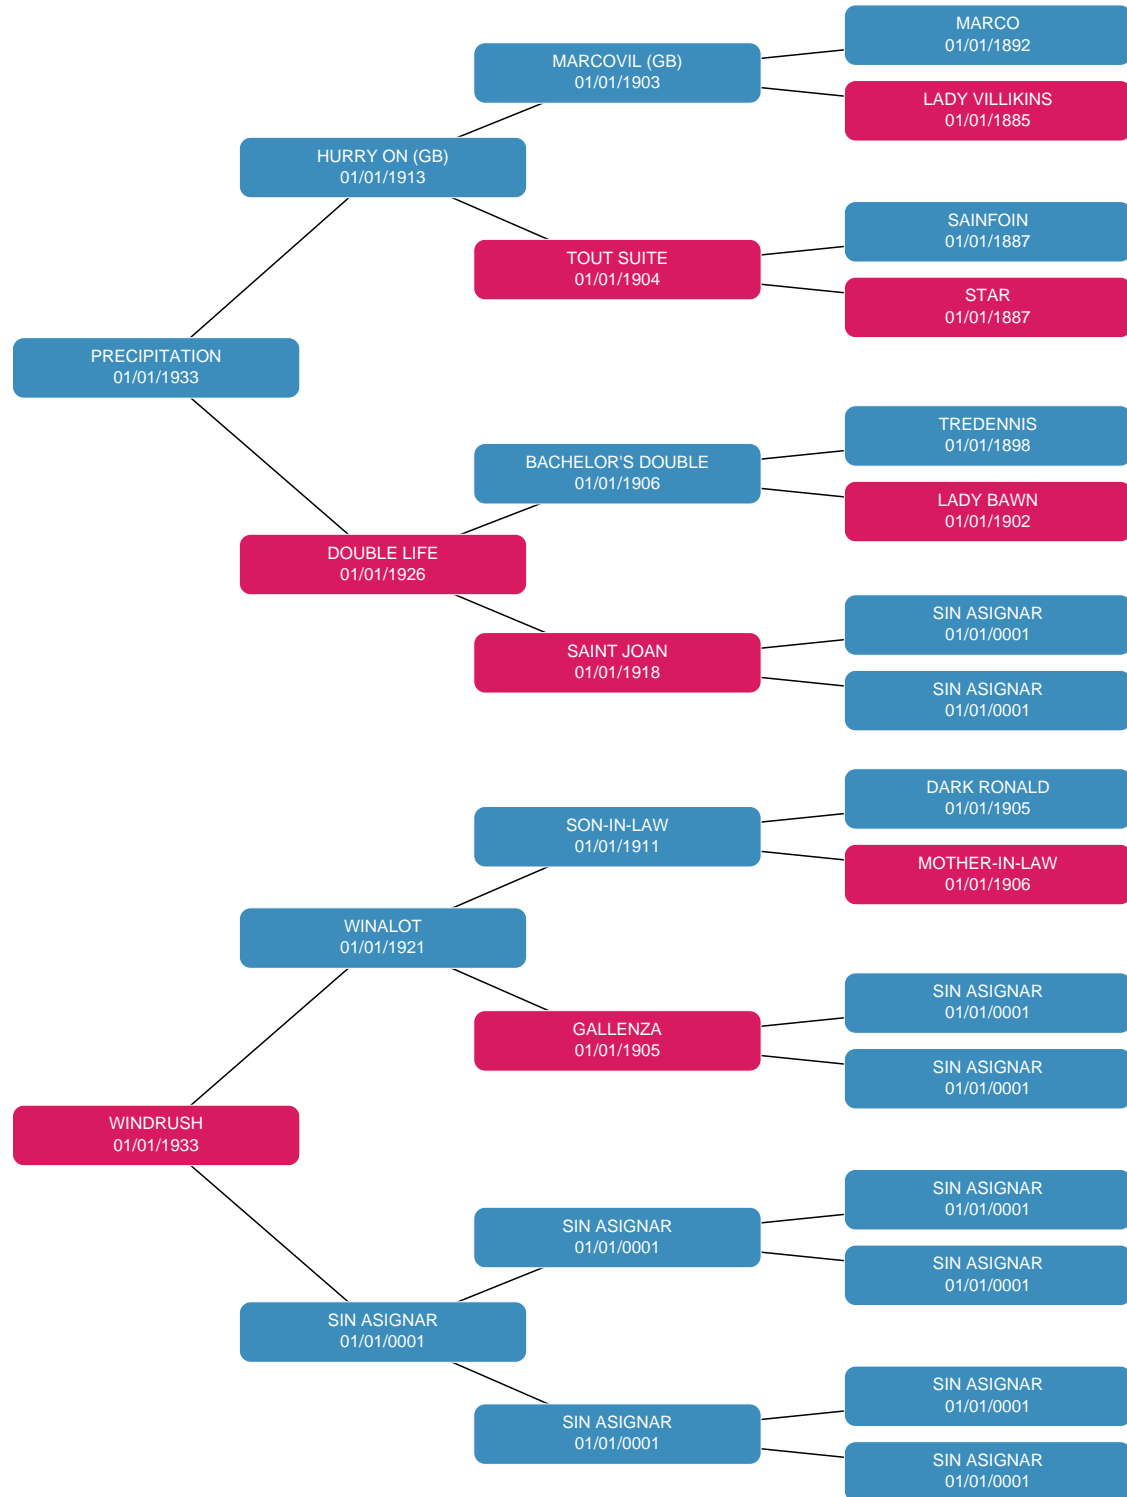 MARCO
01/01/1892
MARCOVIL (GB)
01/01/1903
LADY VILLIKINS
01/01/1885
HURRY ON (GB)
01/01/1913
SAINFOIN
01/01/1887
TOUT SUITE
01/01/1904
STAR
01/01/1887
PRECIPITATION
01/01/1933
TREDENNIS
01/01/1898
BACHELOR'S DOUBLE
01/01/1906
LADY BAWN
01/01/1902
DOUBLE LIFE
01/01/1926
SIN ASIGNAR
01/01/0001
SAINT JOAN
01/01/1918
SIN ASIGNAR
01/01/0001
DARK RONALD
01/01/1905
SON-IN-LAW
01/01/1911
MOTHER-IN-LAW
01/01/1906
WINALOT
01/01/1921
SIN ASIGNAR
01/01/0001
GALLENZA
01/01/1905
SIN ASIGNAR
01/01/0001
WINDRUSH
01/01/1933
SIN ASIGNAR
01/01/0001
SIN ASIGNAR
01/01/0001
SIN ASIGNAR
01/01/0001
SIN ASIGNAR
01/01/0001
SIN ASIGNAR
01/01/0001
SIN ASIGNAR
01/01/0001
SIN ASIGNAR
01/01/0001